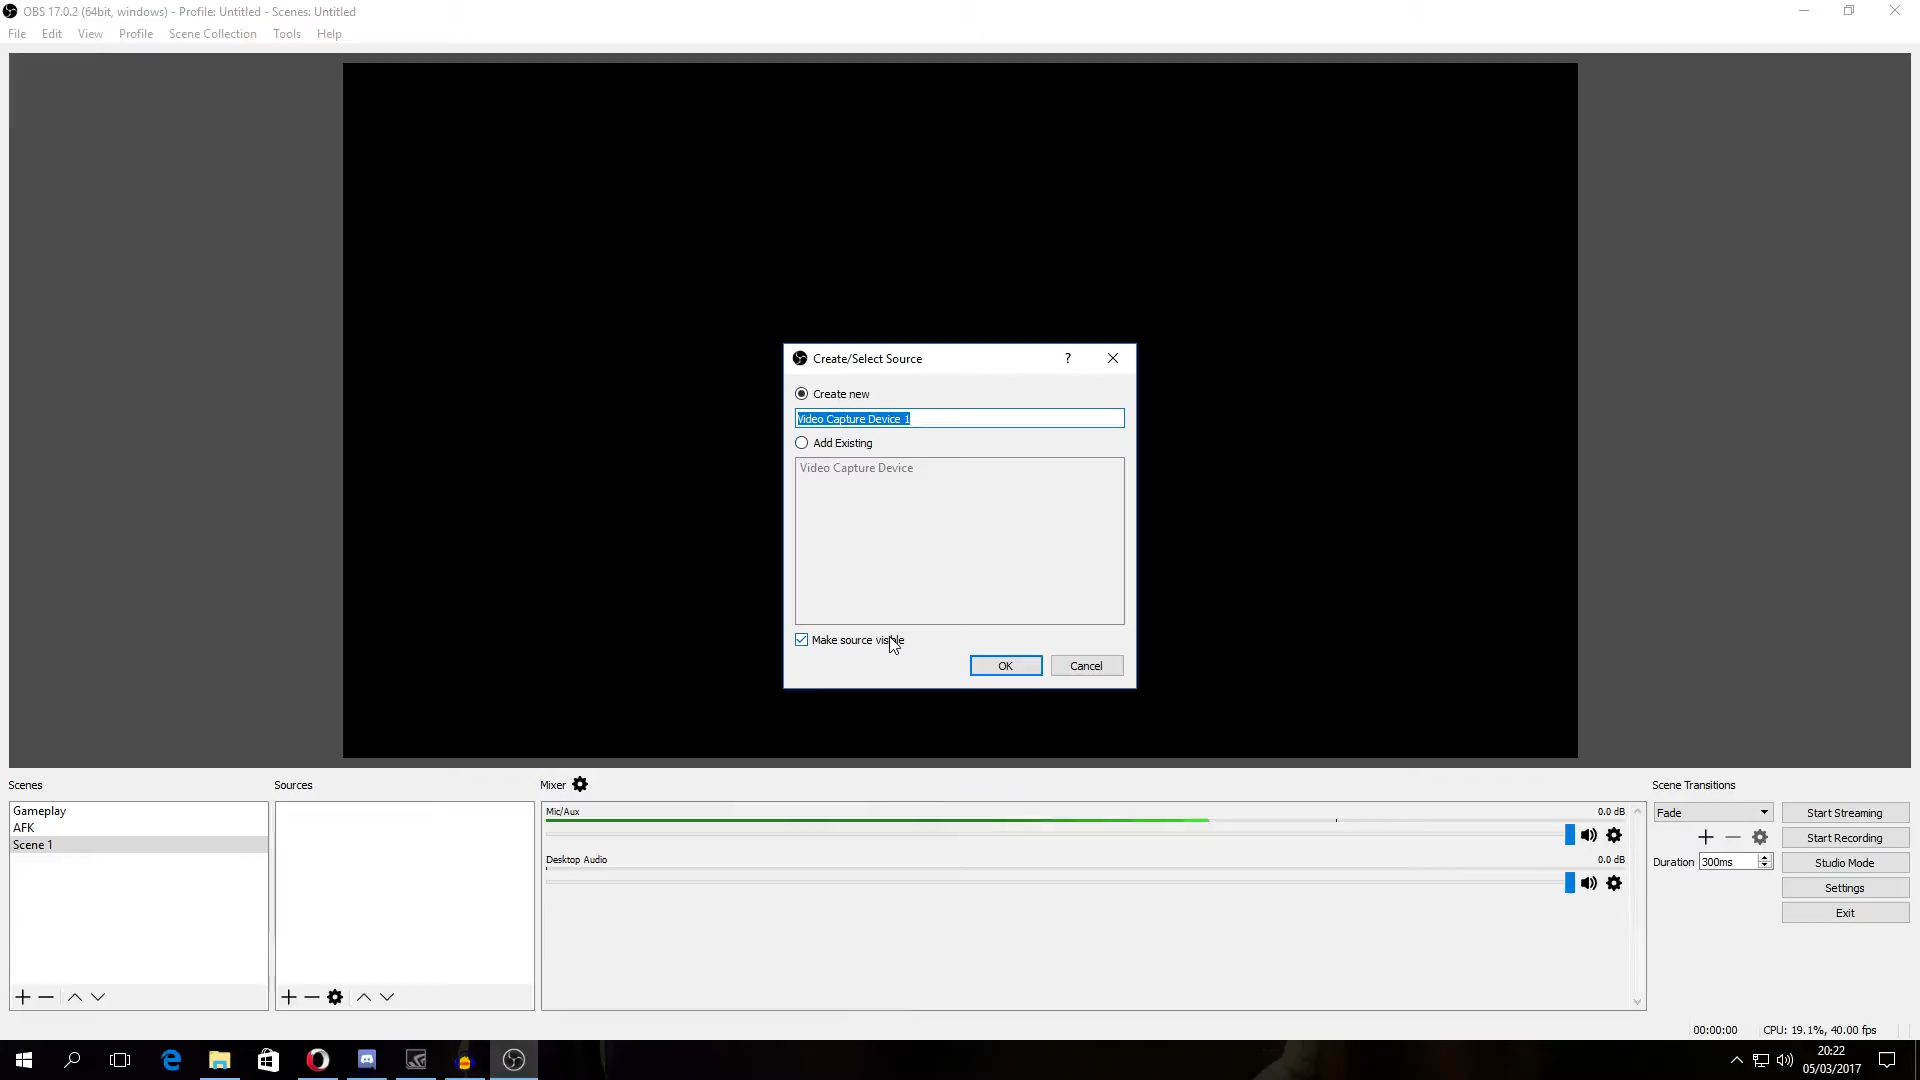 OBS 17.0.2 (64bit, windows) - Profile: Untitled - Scenes: Untitled
File Edit View Profile Scene Collection Tools Help
Create/Select Source ?
Create new
Video Capture Device 1
Add Existing
Video Capture Device
Make source visible
OK Cancel
Scenes
Gameplay
AFK
Scene 1
Sources
Mixer
Mic/Aux 0.0 dB
Desktop Audio 0.0 dB
Scene Transitions
Fade
Duration 300ms
Start Streaming
Start Recording
Studio Mode
Settings
Exit
00:00:00 CPU: 19.1%, 40.00 fps
20:22
05/03/2017